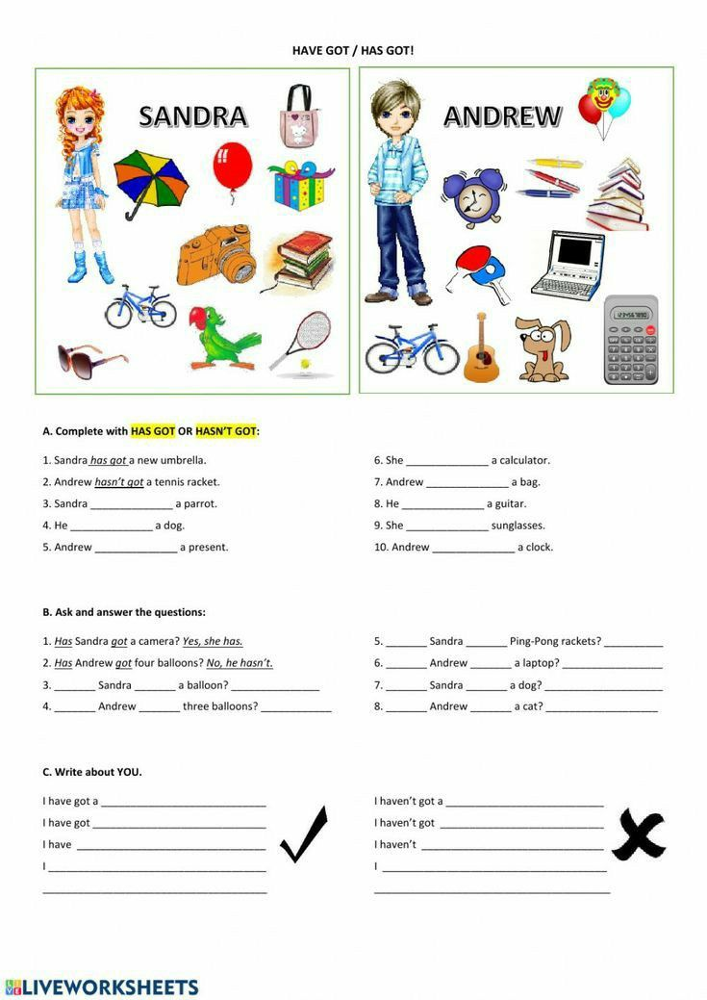 HAVE GOT / HAS GOT!
SANDRA
ANDREW
A. Complete with HAS GOT OR HASN'T GOT:
1. Sandra has got a new umbrella.
2. Andrew hasn't got a tennis racket.
3. Sandra ______________ a parrot.
4. He ______________ a dog.
5. Andrew ______________ a present.
6. She ______________ a calculator.
7. Andrew ______________ a bag.
8. He ______________ a guitar.
9. She ______________ sunglasses.
10. Andrew ______________ a clock.
B. Ask and answer the questions:
1. Has Sandra got a camera? Yes, she has.
2. Has Andrew got four balloons? No, he hasn't.
3. _______ Sandra _______ a balloon? _______________
4. _______ Andrew _______ three balloons? ____________
5. _______ Sandra _______ Ping-Pong rackets? __________
6. _______ Andrew _______ a laptop? _________________
7. _______ Sandra _______ a dog? ____________________
8. _______ Andrew _______ a cat? ___________________
C. Write about YOU.
I have got a ____________________________
I have got ______________________________
I have ________________________________
I _____________________________________
______________________________________
I haven't got a ___________________________
I haven't got ____________________________
I haven't _______________________________
I ______________________________________
________________________________________
LIVEWORKSHEETS